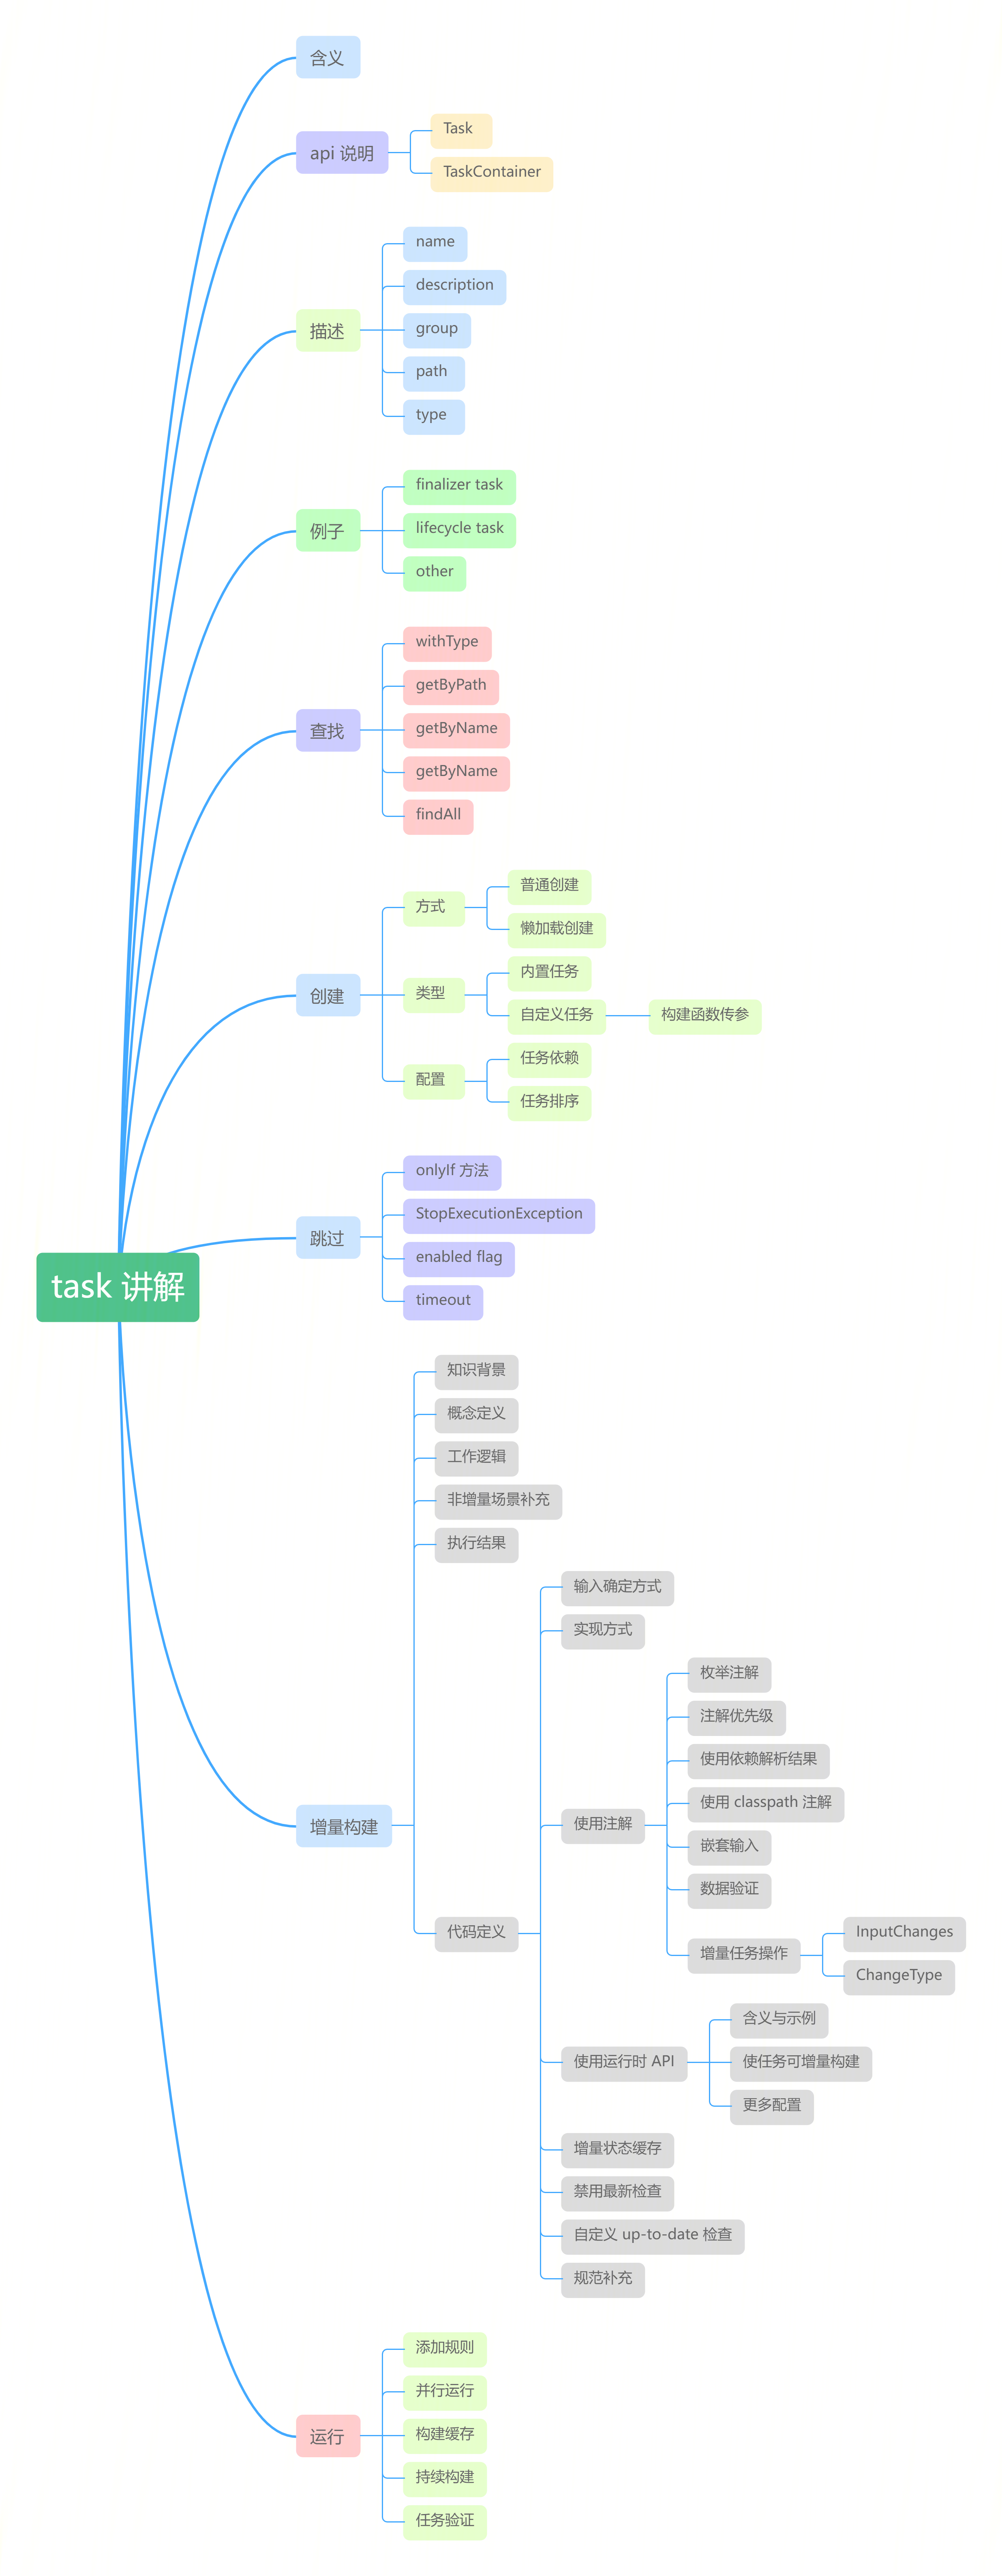 含义
api 说明
Task
TaskContainer
描述
name
description
group
path
type
例子
finalizer task
lifecycle task
other
查找
withType
getByPath
getByName
getByName
findAll
创建
方式
普通创建
懒加载创建
类型
内置任务
自定义任务
构建函数传参
配置
任务依赖
任务排序
跳过
onlyIf 方法
StopExecutionException
enabled flag
timeout
task 讲解
增量构建
知识背景
概念定义
工作逻辑
非增量场景补充
执行结果
代码定义
输入确定方式
实现方式
使用注解
枚举注解
注解优先级
使用依赖解析结果
使用 classpath 注解
嵌套输入
数据验证
增量任务操作
InputChanges
ChangeType
使用运行时 API
含义与示例
使任务可增量构建
更多配置
增量状态缓存
禁用最新检查
自定义 up-to-date 检查
规范补充
运行
添加规则
并行运行
构建缓存
持续构建
任务验证